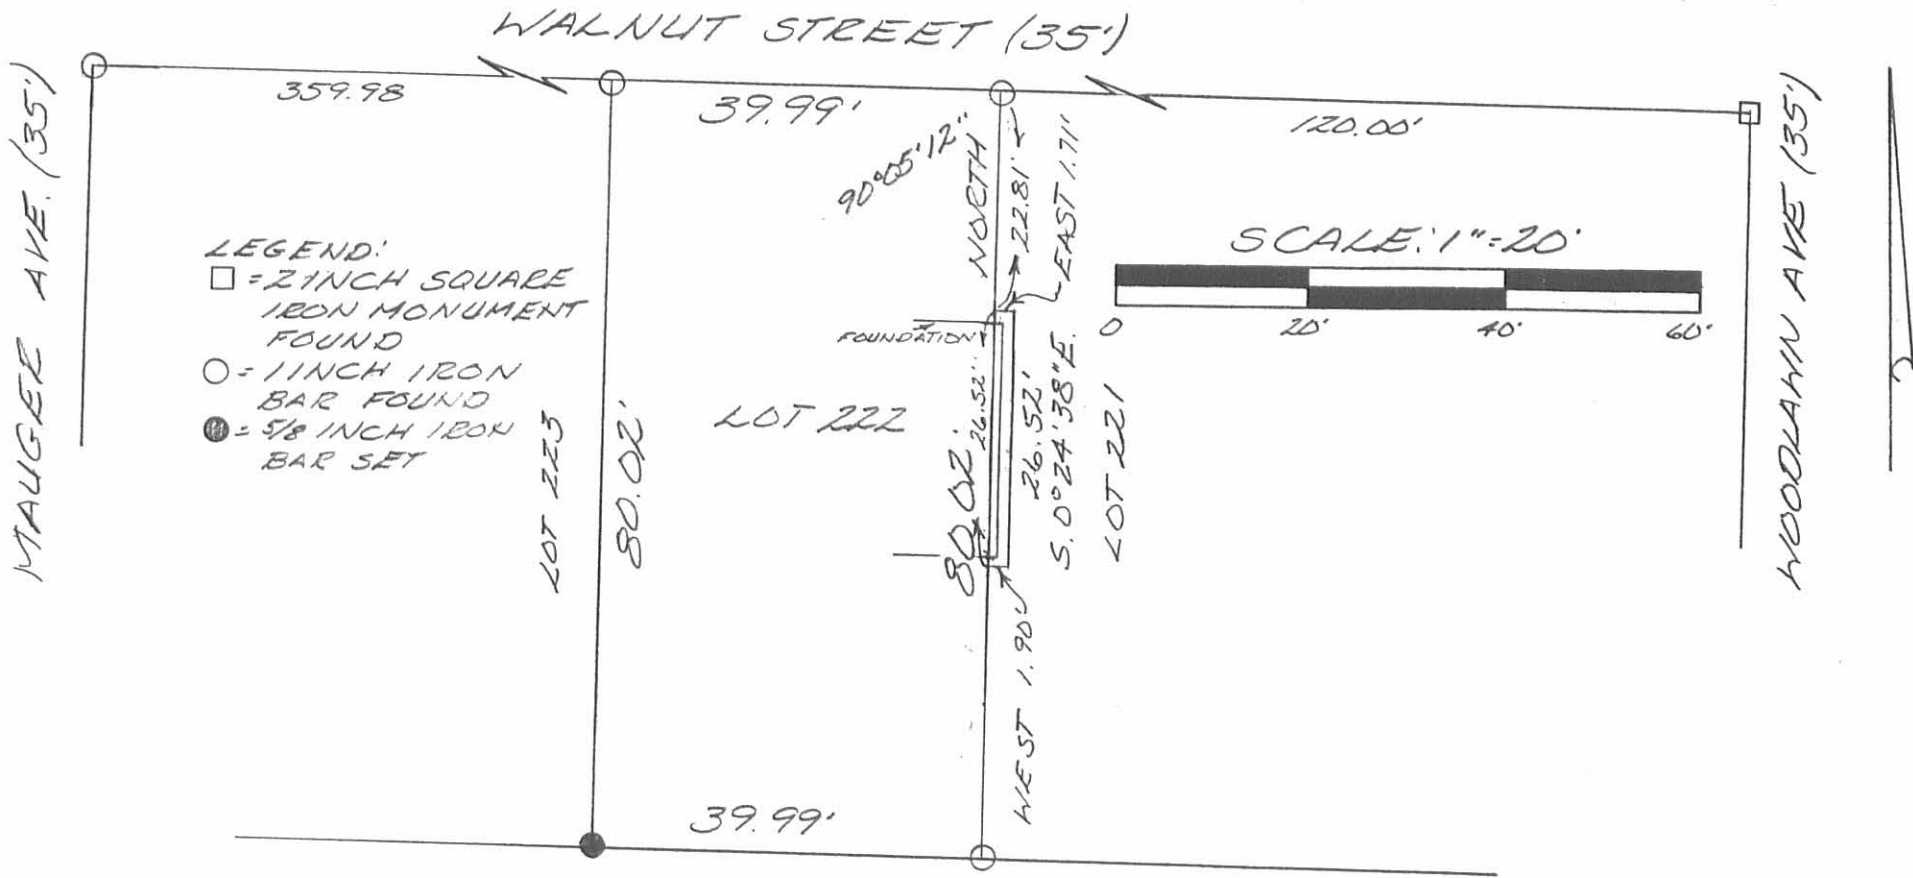 WALNUT STREET (35')
MAUGER AVE. (35')
359.98
39.99'
120.00'
WOODLAWN AVE (35')
90°05'12"
NORTH
22.81'
EAST 1.71'
LEGEND:
□ = 2 INCH SQUARE
IRON MONUMENT
FOUND
○ = 1 INCH IRON
BAR FOUND
● = 5/8 INCH IRON
BAR SET
SCALE: 1"=20'
0 20' 40' 60'
FOUNDATION
LOT 223
80.02'
LOT 222
80.02'
26.52'
26.52'
S. 0°24'38"E.
LOT 221
WEST 1.90'
39.99'